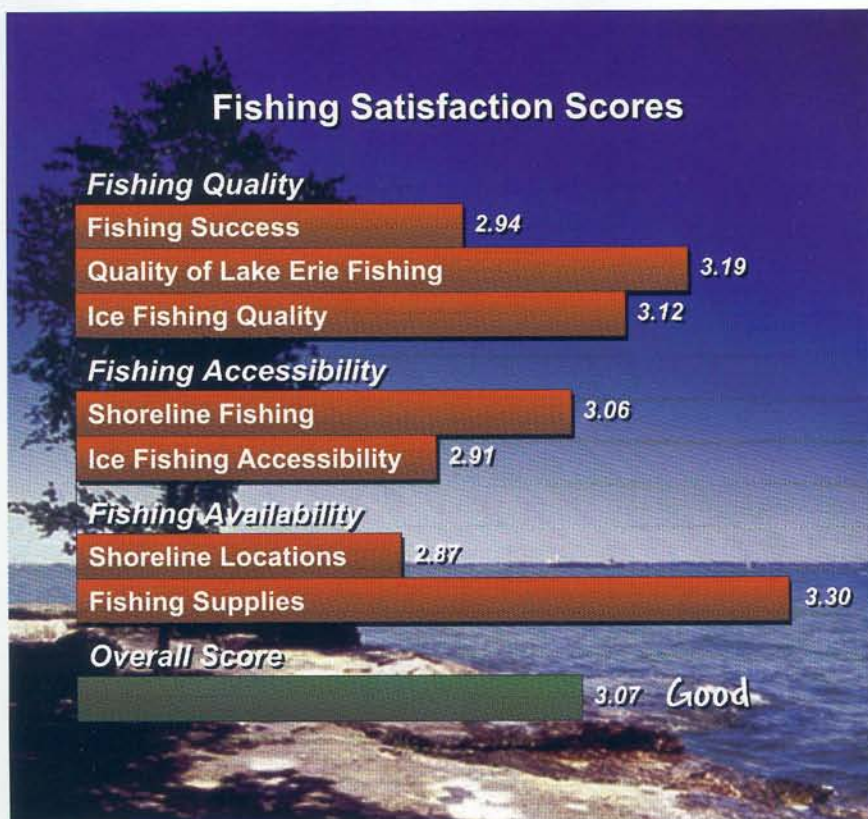 Fishing Satisfaction Scores
Fishing Quality
Fishing Success 2.94
Quality of Lake Erie Fishing 3.19
Ice Fishing Quality 3.12
Fishing Accessibility
Shoreline Fishing 3.06
Ice Fishing Accessibility 2.91
Fishing Availability
Shoreline Locations 2.87
Fishing Supplies 3.30
Overall Score
3.07 Good